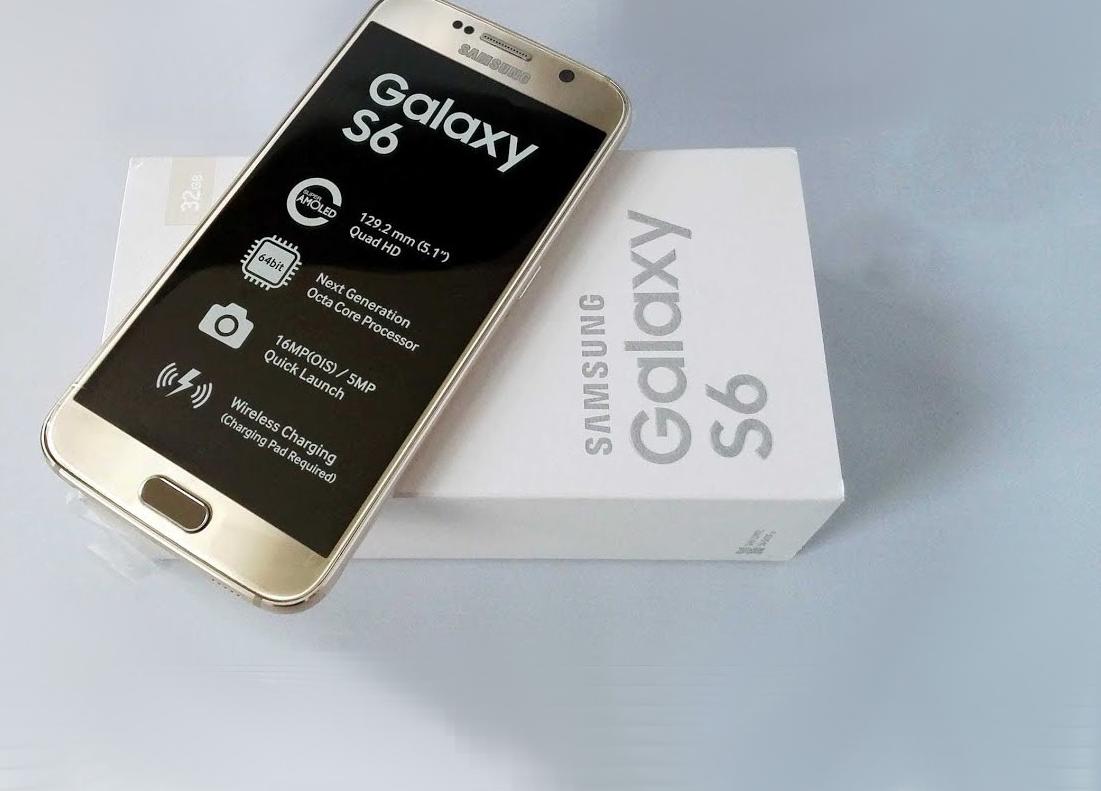 SAMSUNG
Galaxy
S6
SUPER
AMOLED
129.2 mm (5.1")
Quad HD
64bit
Next Generation
Octa Core Processor
16MP(OIS) / 5MP
Quick Launch
Wireless Charging
(Charging Pad Required)
32GB
SAMSUNG
Galaxy
S6